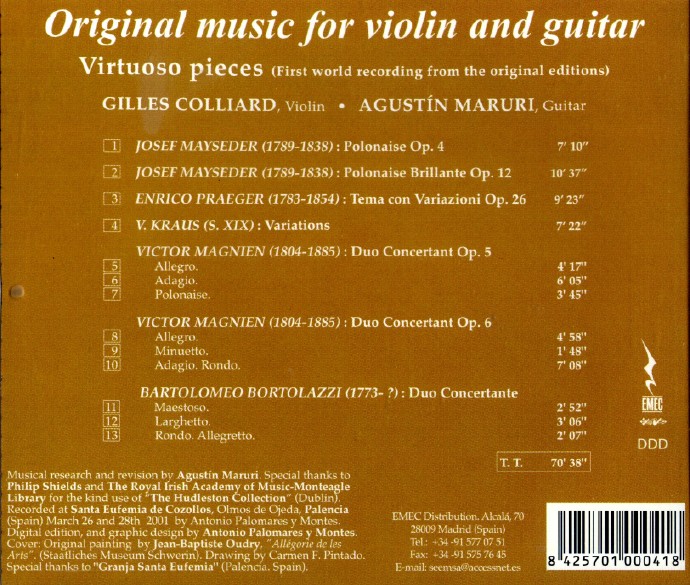 Original music for violin and guitar
Virtuoso pieces (First world recording from the original editions)
GILLES COLLIARD, Violin • AGUSTÍN MARURI, Guitar
1 JOSEF MAYSEDER (1789-1838) : Polonaise Op. 4 7' 10"
2 JOSEF MAYSEDER (1789-1838) : Polonaise Brillante Op. 12 10' 37"
3 ENRICO PRAEGER (1783-1854) : Tema con Variazioni Op. 26 9' 23"
4 V. KRAUS (S. XIX) : Variations 7' 22"
VICTOR MAGNIEN (1804-1885) : Duo Concertant Op. 5
5 Allegro. 4' 17"
6 Adagio. 6' 05"
7 Polonaise. 3' 45"
VICTOR MAGNIEN (1804-1885) : Duo Concertant Op. 6
8 Allegro. 4' 58"
9 Minuetto. 1' 48"
10 Adagio. Rondo. 7' 08"
BARTOLOMEO BORTOLAZZI (1773- ?) : Duo Concertante
11 Maestoso. 2' 52"
12 Larghetto. 3' 06"
13 Rondo. Allegretto. 2' 07"
T. T. 70' 38"
EMEC
DDD
Musical research and revision by Agustín Maruri. Special thanks to
Philip Shields and The Royal Irish Academy of Music-Monteagle
Library for the kind use of "The Hudleston Collection" (Dublin).
Recorded at Santa Eufemia de Cozollos, Olmos de Ojeda, Palencia
(Spain) March 26 and 28th 2001 by Antonio Palomares y Montes.
Digital edition, and graphic design by Antonio Palomares y Montes.
Cover: Original painting by Jean-Baptiste Oudry, "Allégorie de les
Arts". (Staatliches Museum Schwern). Drawing by Carmen F. Pintado.
Special thanks to "Granja Santa Eufemia" (Palencia, Spain).
EMEC Distribution. Alcalá, 70
28009 Madrid (Spain)
Tel.: +34 -91 577 07 51
Fax: +34 -91 575 76 45
E-mail: seemsa@accessnet.es
8 425701 000418